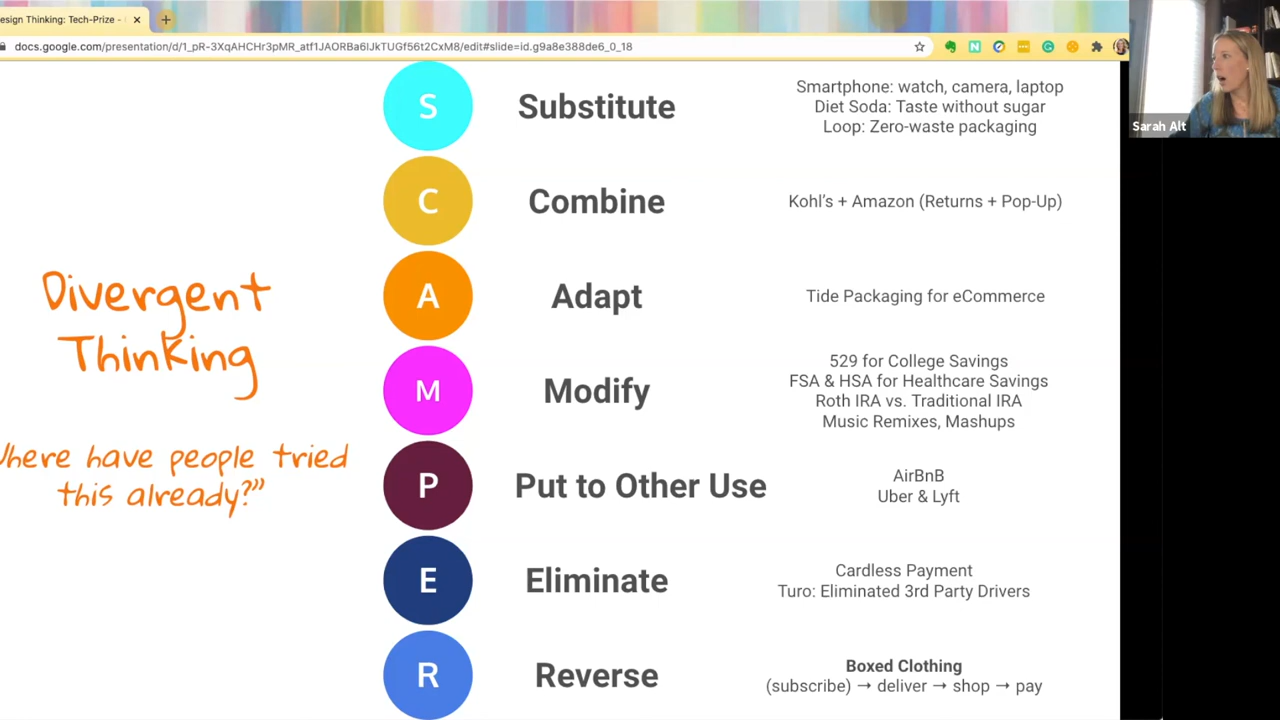 esign Thinking: Tech-Prize -
docs.google.com/presentation/d/1_pR-3XqAHCHr3pMR_atf1JAORBa6IJkTUGf56t2CxM8/edit#slide=id.g9a8e388de6_0_18
Sarah Alt
Divergent
Thinking
here have people tried
this already?”
S
Substitute
Smartphone: watch, camera, laptop
Diet Soda: Taste without sugar
Loop: Zero-waste packaging
C
Combine
Kohl's + Amazon (Returns + Pop-Up)
A
Adapt
Tide Packaging for eCommerce
M
Modify
529 for College Savings
FSA & HSA for Healthcare Savings
Roth IRA vs. Traditional IRA
Music Remixes, Mashups
P
Put to Other Use
AirBnB
Uber & Lyft
E
Eliminate
Cardless Payment
Turo: Eliminated 3rd Party Drivers
R
Reverse
Boxed Clothing
(subscribe) → deliver → shop → pay